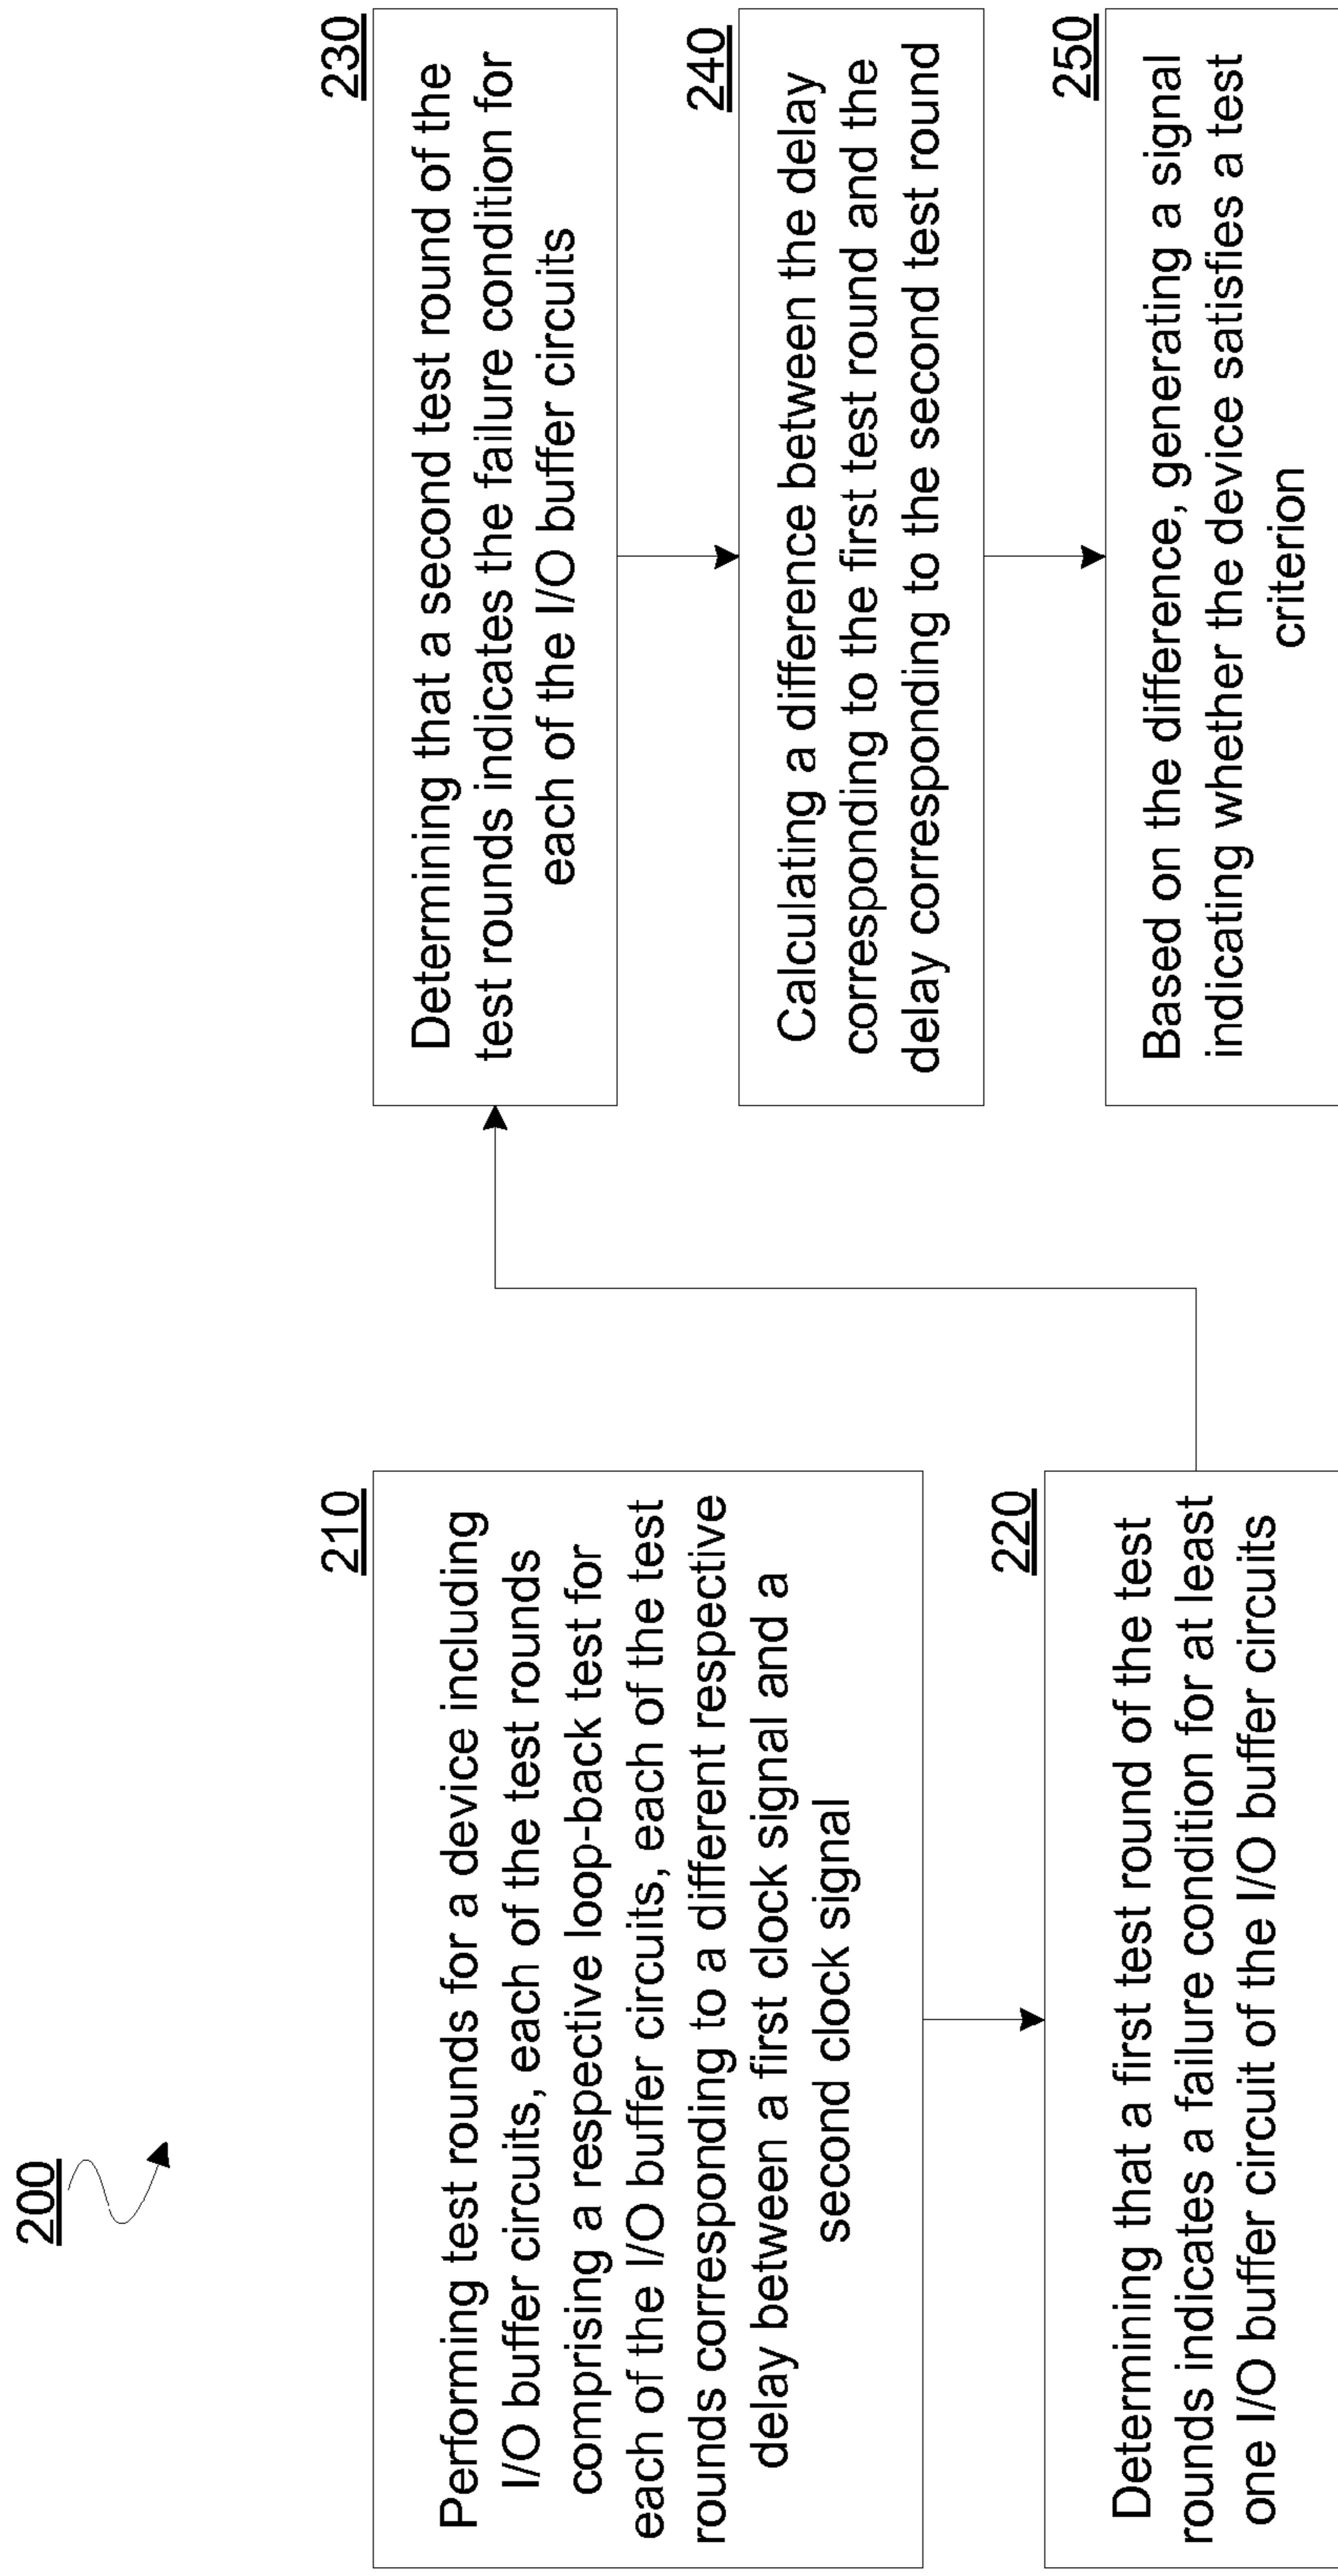 200
210
Performing test rounds for a device including
I/O buffer circuits, each of the test rounds
comprising a respective loop-back test for
each of the I/O buffer circuits, each of the test
rounds corresponding to a different respective
delay between a first clock signal and a
second clock signal
220
Determining that a first test round of the test
rounds indicates a failure condition for at least
one I/O buffer circuit of the I/O buffer circuits
230
Determining that a second test round of the
test rounds indicates the failure condition for
each of the I/O buffer circuits
240
Calculating a difference between the delay
corresponding to the first test round and the
delay corresponding to the second test round
250
Based on the difference, generating a signal
indicating whether the device satisfies a test
criterion